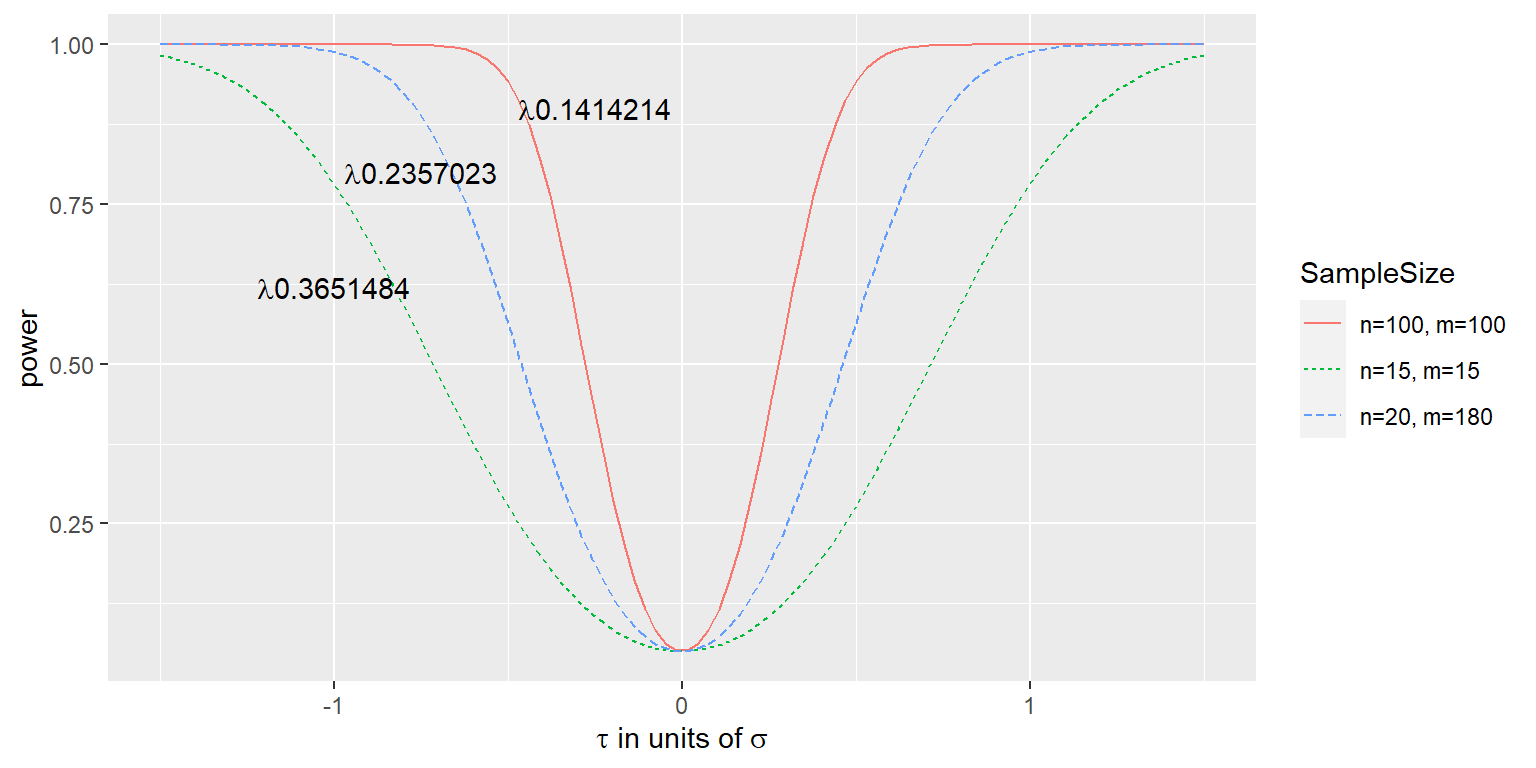 1.00
0.75
0.50
0.25
power
λ0.1414214
λ0.2357023
λ0.3651484
-1
0
1
τ in units of σ
SampleSize
n=100, m=100
n=15, m=15
n=20, m=180